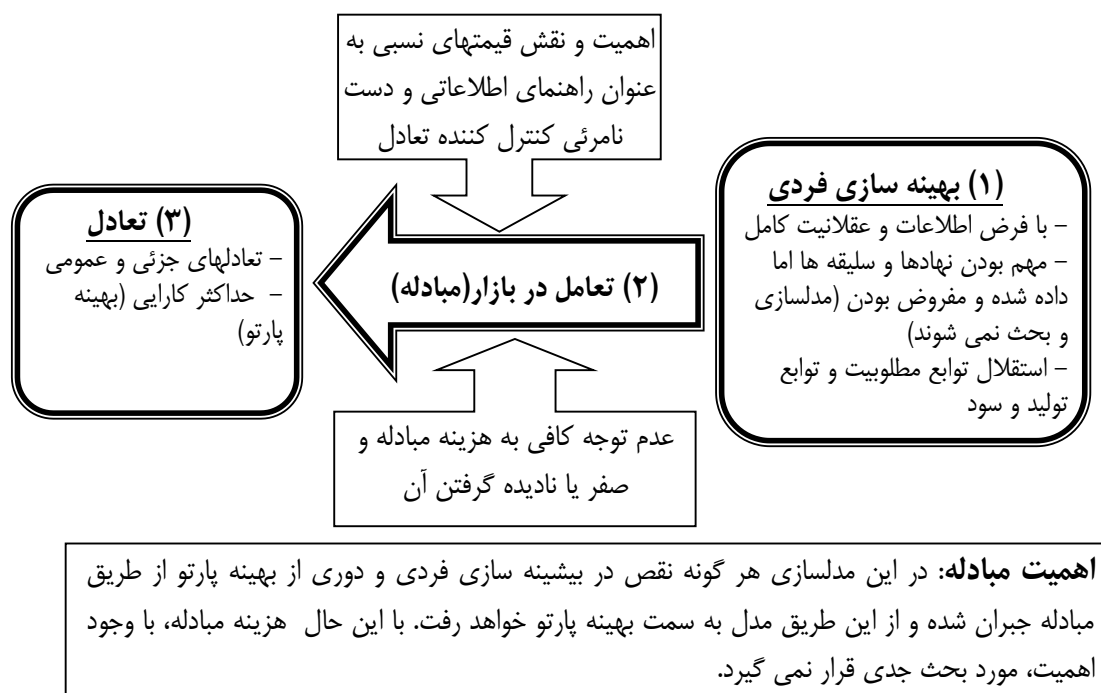 اهمیت و نقش قیمتهای نسبی به
عنوان راهنمای اطلاعاتی و دست
نامرئی کنترل کننده تعادل
(۱) بهینه سازی فردی
- با فرض اطلاعات و عقلانیت کامل
- مهم بودن نهادها و سلیقه ها اما
داده شده و مفروض بودن (مدلسازی
و بحث نمی شوند)
- استقلال توابع مطلوبیت و توابع
تولید و سود
(۲) تعامل در بازار(مبادله)
(۳) تعادل
- تعادلهای جزئی و عمومی
- حداکثر کارایی (بهینه
پارتو)
عدم توجه کافی به هزینه مبادله و
صفر یا نادیده گرفتن آن
اهمیت مبادله: در این مدلسازی هر گونه نقص در بیشینه سازی فردی و دوری از بهینه پارتو از طریق
مبادله جبران شده و از این طریق مدل به سمت بهینه پارتو خواهد رفت. با این حال هزینه مبادله، با وجود
اهمیت، مورد بحث جدی قرار نمی گیرد.